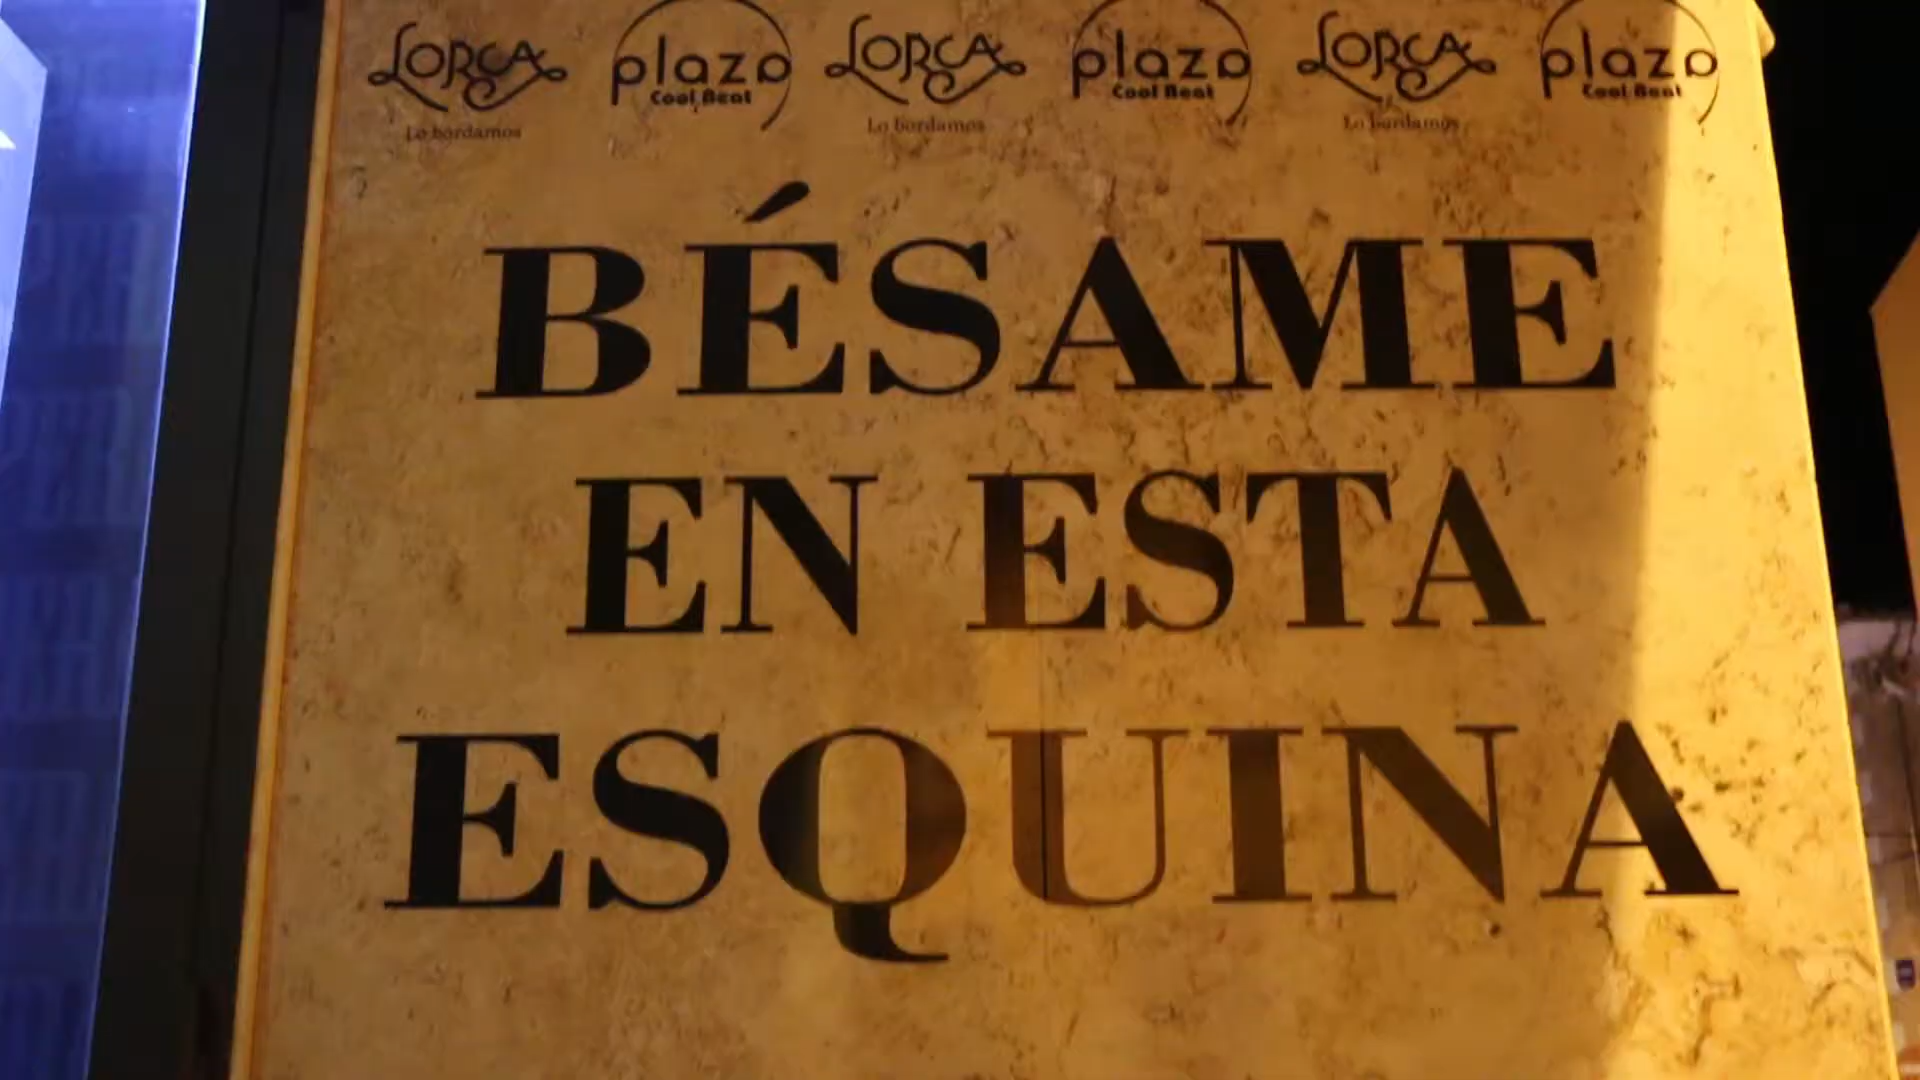 LORCA plaza LORCA plaza LORCA plaza
Cool Beat Cool Beat Cool Beat
Lo bordamos Lo bordamos Lo bordamos
BÉSAME
EN ESTA
ESQUINA